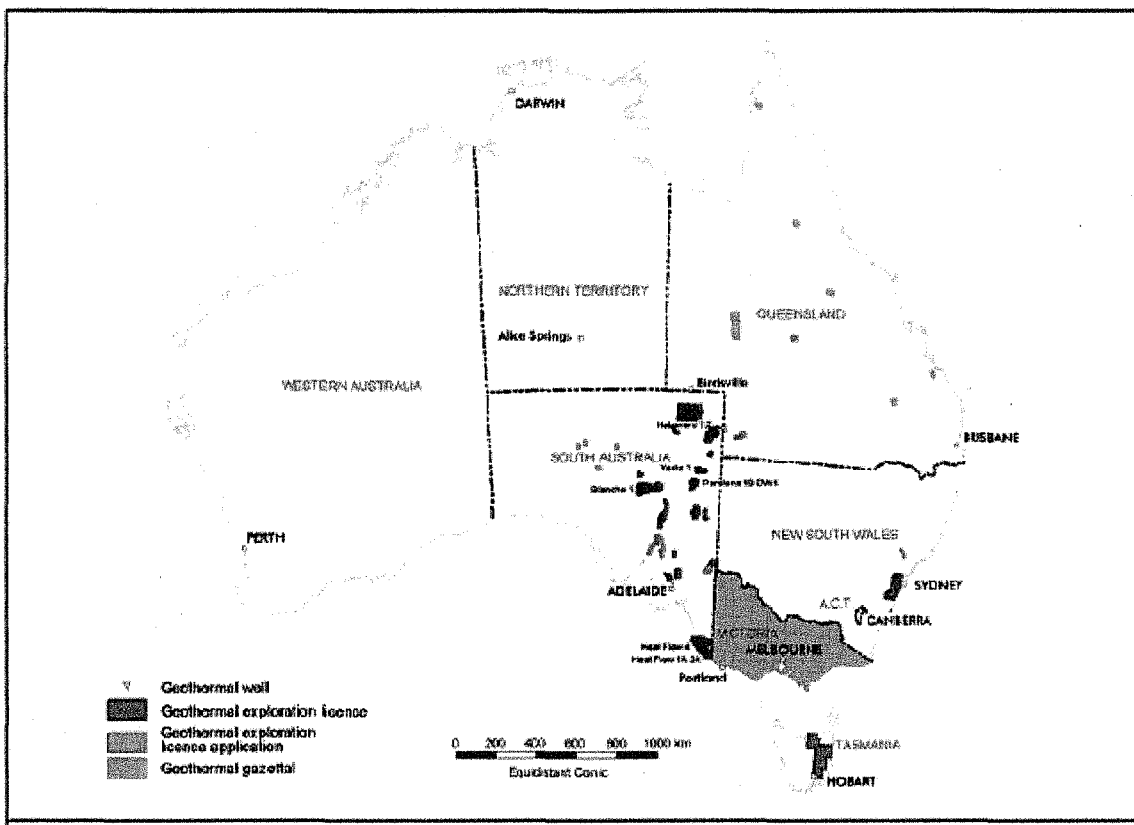 DARWIN
NORTHERN TERRITORY
QUEENSLAND
Alice Springs
WESTERN AUSTRALIA
Birdsville
BRISBANE
SOUTH AUSTRALIA
Blanche 1
PERTH
NEW SOUTH WALES
SYDNEY
ADELAIDE
A.C.T.
CANBERRA
VICTORIA
MELBOURNE
Portland
Geothermal well
Geothermal exploration licence
Geothermal exploration
licence application
Geothermal gazettal
0 200 400 600 800 1000 km
Equidistant Conic
TASMANIA
HOBART